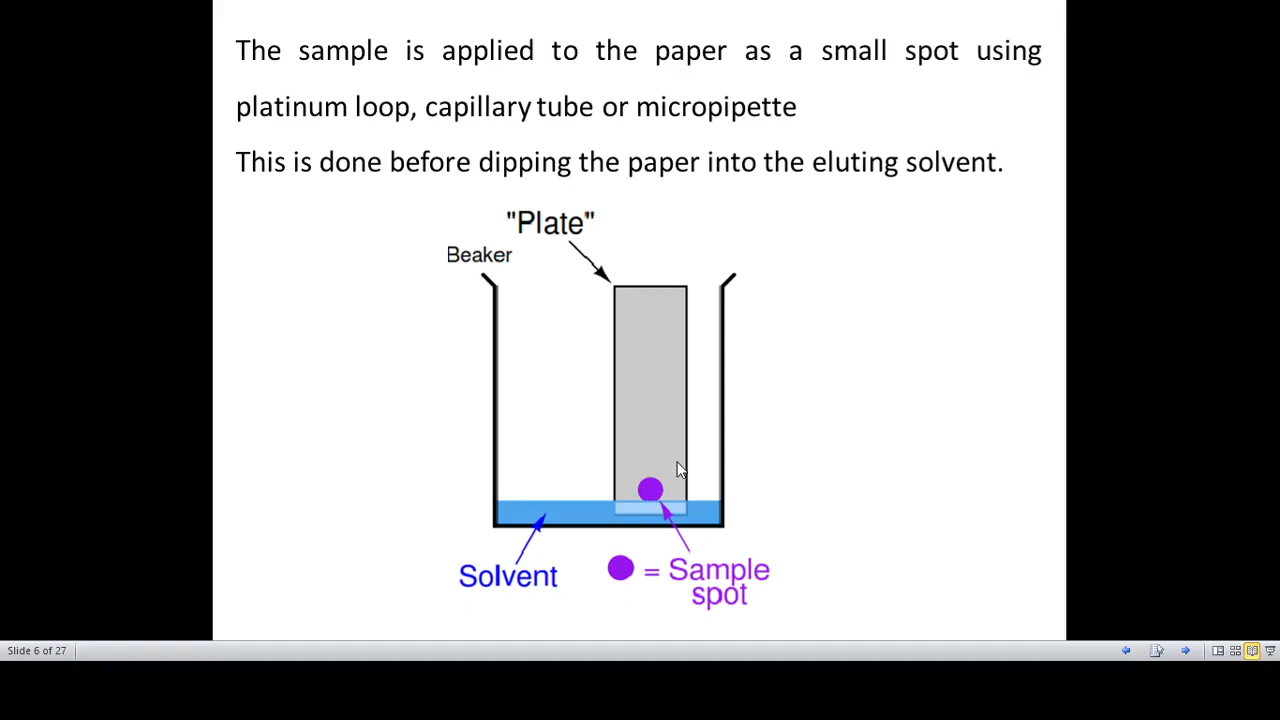 The sample is applied to the paper as a small spot using
platinum loop, capillary tube or micropipette
This is done before dipping the paper into the eluting solvent.
"Plate"
Beaker
Solvent
= Sample
spot
Slide 6 of 27